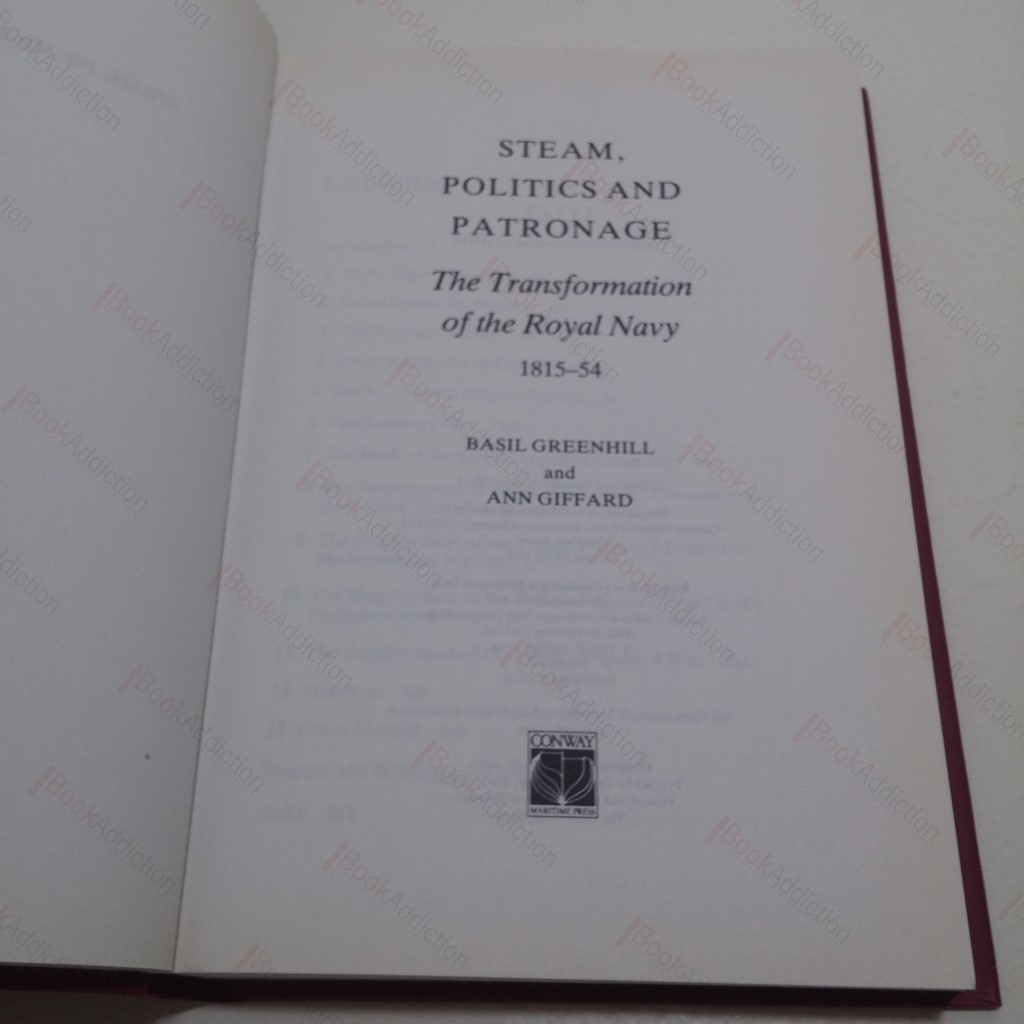 STEAM,
POLITICS AND
PATRONAGE
The Transformation
of the Royal Navy
1815–54
BASIL GREENHILL
and
ANN GIFFARD
CONWAY
MARITIME PRESS
BookAddiction